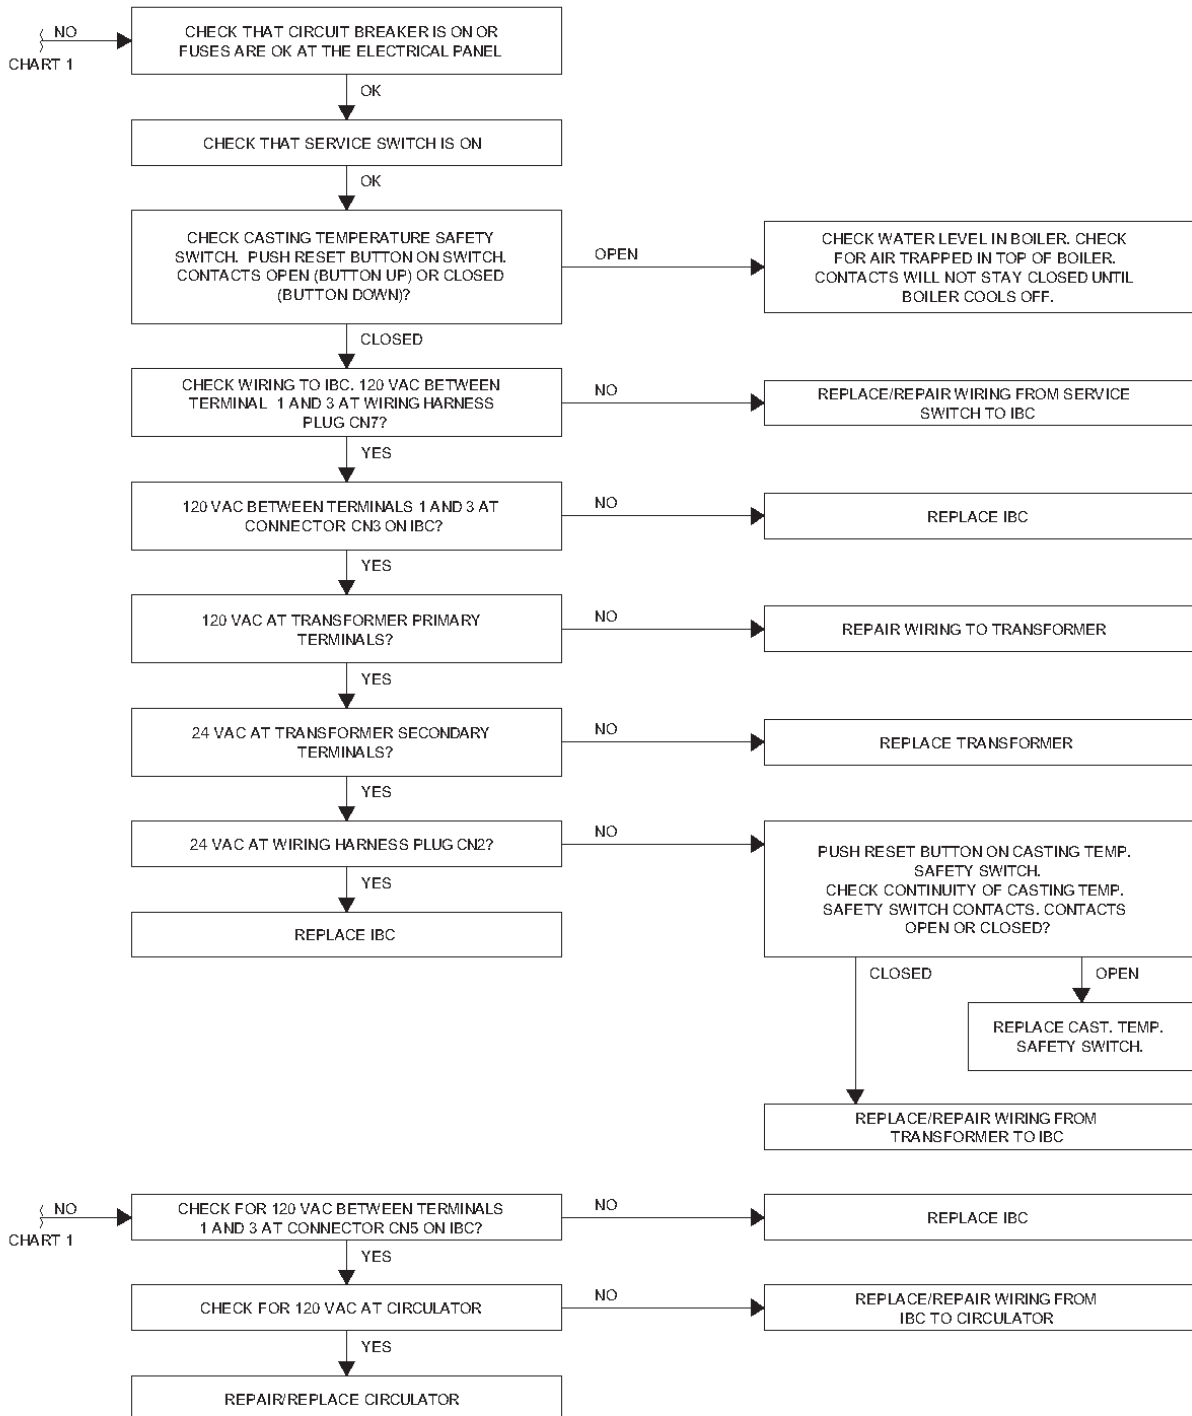 NO
CHART 1
CHECK THAT CIRCUIT BREAKER IS ON OR
FUSES ARE OK AT THE ELECTRICAL PANEL
OK
CHECK THAT SERVICE SWITCH IS ON
OK
CHECK CASTING TEMPERATURE SAFETY
SWITCH. PUSH RESET BUTTON ON SWITCH.
CONTACTS OPEN (BUTTON UP) OR CLOSED
(BUTTON DOWN)?
OPEN
CHECK WATER LEVEL IN BOILER. CHECK
FOR AIR TRAPPED IN TOP OF BOILER.
CONTACTS WILL NOT STAY CLOSED UNTIL
BOILER COOLS OFF.
CLOSED
CHECK WIRING TO IBC. 120 VAC BETWEEN
TERMINAL 1 AND 3 AT WIRING HARNESS
PLUG CN7?
NO
REPLACE/REPAIR WIRING FROM SERVICE
SWITCH TO IBC
YES
120 VAC BETWEEN TERMINALS 1 AND 3 AT
CONNECTOR CN3 ON IBC?
NO
REPLACE IBC
YES
120 VAC AT TRANSFORMER PRIMARY
TERMINALS?
NO
REPAIR WIRING TO TRANSFORMER
YES
24 VAC AT TRANSFORMER SECONDARY
TERMINALS?
NO
REPLACE TRANSFORMER
YES
24 VAC AT WIRING HARNESS PLUG CN2?
NO
PUSH RESET BUTTON ON CASTING TEMP.
SAFETY SWITCH.
CHECK CONTINUITY OF CASTING TEMP.
SAFETY SWITCH CONTACTS. CONTACTS
OPEN OR CLOSED?
YES
REPLACE IBC
CLOSED
OPEN
REPLACE CAST. TEMP.
SAFETY SWITCH.
REPLACE/REPAIR WIRING FROM
TRANSFORMER TO IBC
NO
CHART 1
CHECK FOR 120 VAC BETWEEN TERMINALS
1 AND 3 AT CONNECTOR CN5 ON IBC?
NO
REPLACE IBC
YES
CHECK FOR 120 VAC AT CIRCULATOR
NO
REPLACE/REPAIR WIRING FROM
IBC TO CIRCULATOR
YES
REPAIR/REPLACE CIRCULATOR